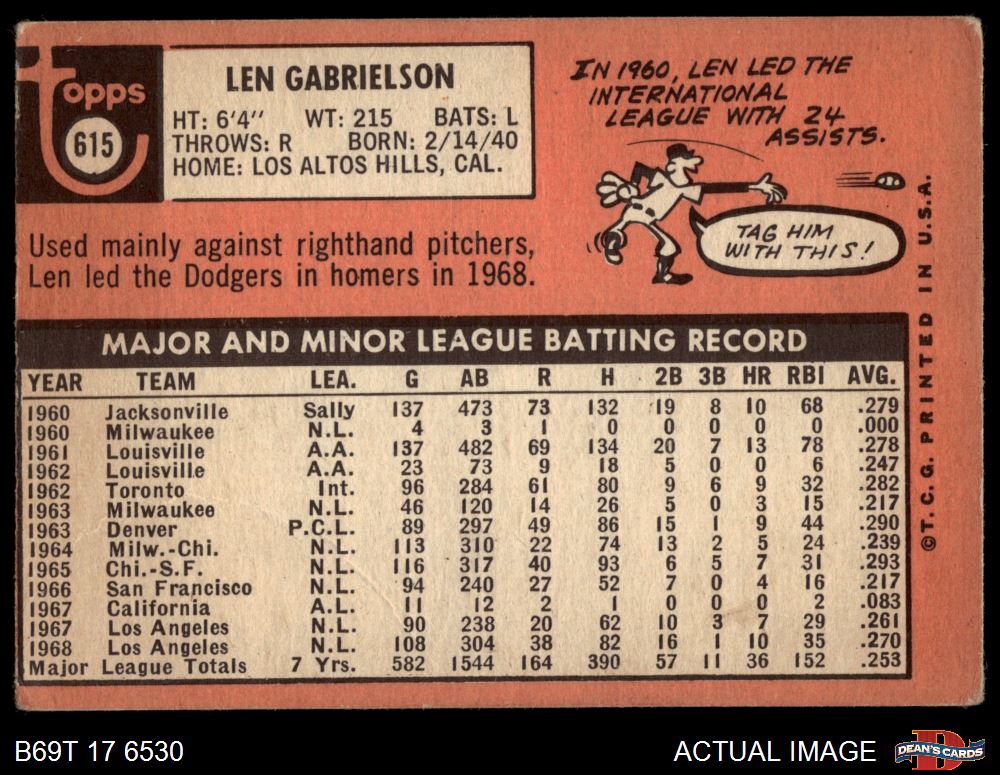 Topps
615
LEN GABRIELSON
HT: 6'4" WT: 215 BATS: L
THROWS: R BORN: 2/14/40
HOME: LOS ALTOS HILLS, CAL.
IN 1960, LEN LED THE
INTERNATIONAL
LEAGUE WITH 24
ASSISTS.
TAG HIM
WITH THIS!
Used mainly against righthand pitchers,
Len led the Dodgers in homers in 1968.
MAJOR AND MINOR LEAGUE BATTING RECORD
YEAR TEAM LEA. G AB R H 2B 3B HR RBI AVG.
1960 Jacksonville Sally 137 473 73 132 19 8 10 68 .279
1960 Milwaukee N.L. 4 3 1 0 0 0 0 0 .000
1961 Louisville A.A. 137 482 69 134 20 7 13 78 .278
1962 Louisville A.A. 23 73 9 18 5 0 0 6 .247
1962 Toronto Int. 96 284 61 80 9 6 9 32 .282
1963 Milwaukee N.L. 46 120 14 26 5 0 3 15 .217
1963 Denver P.C.L. 89 297 49 86 15 1 9 44 .290
1964 Milw.-Chi. N.L. 113 310 22 74 13 2 5 24 .239
1965 Chi.-S.F. N.L. 116 317 40 93 6 5 7 31 .293
1966 San Francisco N.L. 94 240 27 52 7 0 4 16 .217
1967 California A.L. 11 12 2 1 0 0 0 2 .083
1967 Los Angeles N.L. 90 238 20 62 10 3 7 29 .261
1968 Los Angeles N.L. 108 304 38 82 16 1 10 35 .270
Major League Totals 7 Yrs. 582 1544 164 390 57 11 36 152 .253
© T. C. G. PRINTED IN U.S.A.
B69T 17 6530
ACTUAL IMAGE
D
DEAN'S CARDS